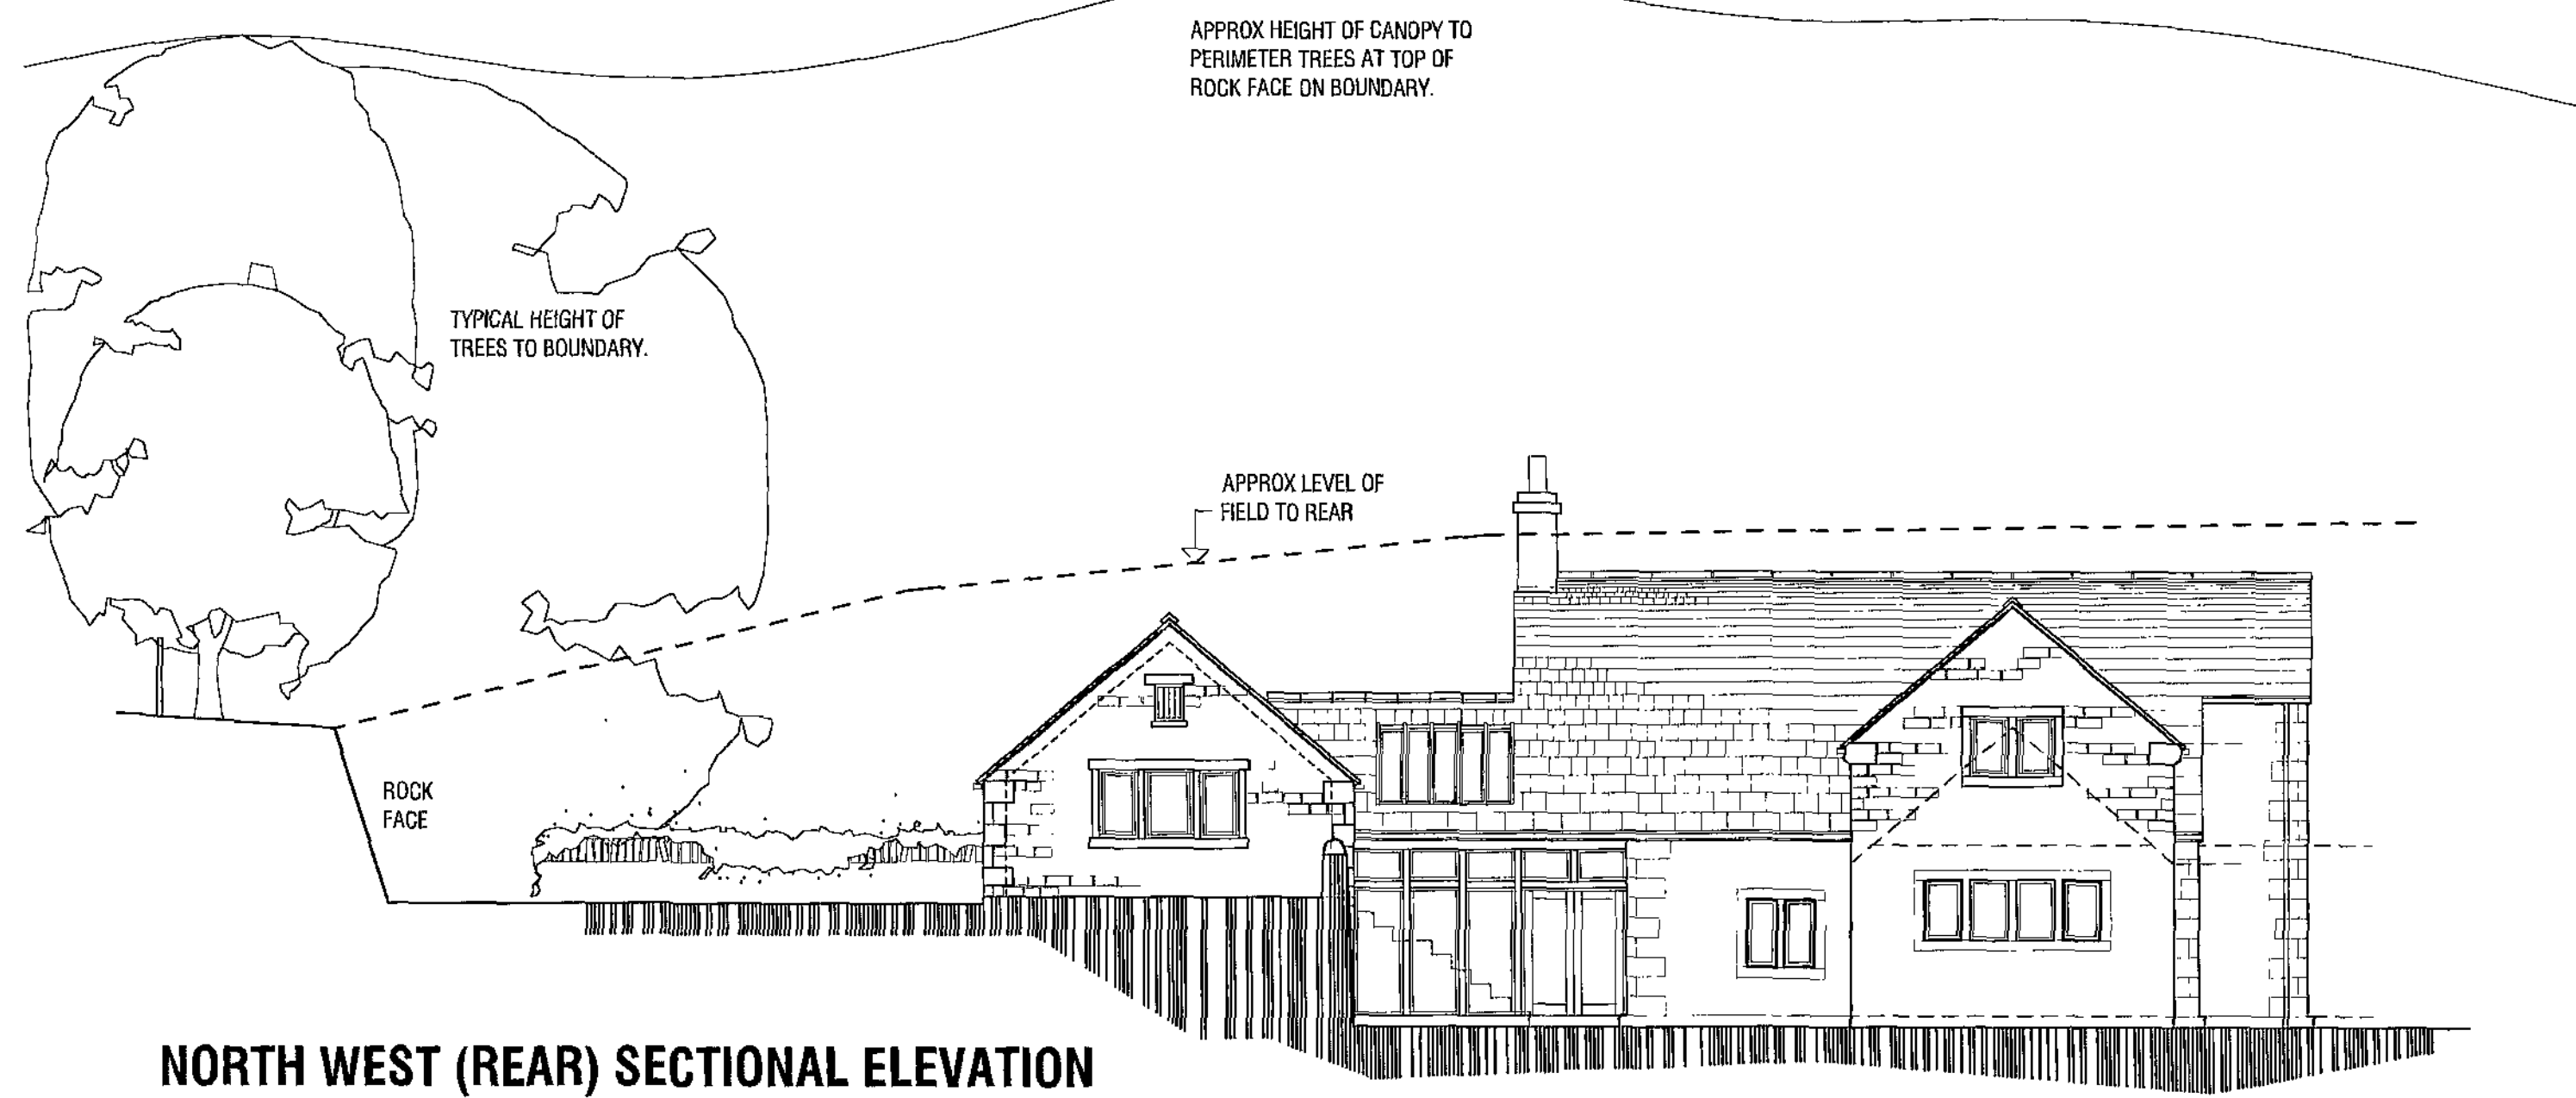 APPROX HEIGHT OF CANOPY TO
PERIMETER TREES AT TOP OF
ROCK FACE ON BOUNDARY.
TYPICAL HEIGHT OF
TREES TO BOUNDARY.
APPROX LEVEL OF
FIELD TO REAR
ROCK
FACE
NORTH WEST (REAR) SECTIONAL ELEVATION